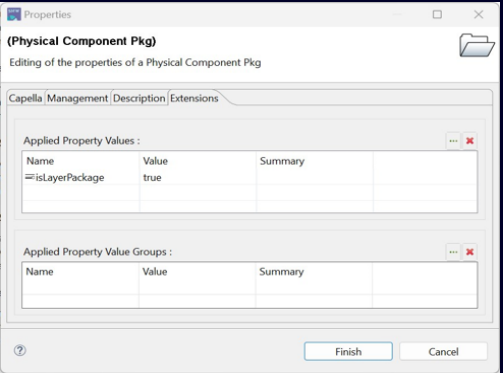 Properties
(Physical Component Pkg)
Editing of the properties of a Physical Component Pkg
Capella Management Description Extensions
Applied Property Values :
...
Name Value Summary
isLayerPackage true
Applied Property Value Groups :
...
Name Value Summary
?
Finish Cancel